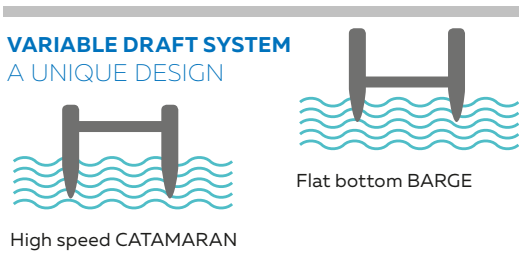 VARIABLE DRAFT SYSTEM
A UNIQUE DESIGN
Flat bottom BARGE
High speed CATAMARAN